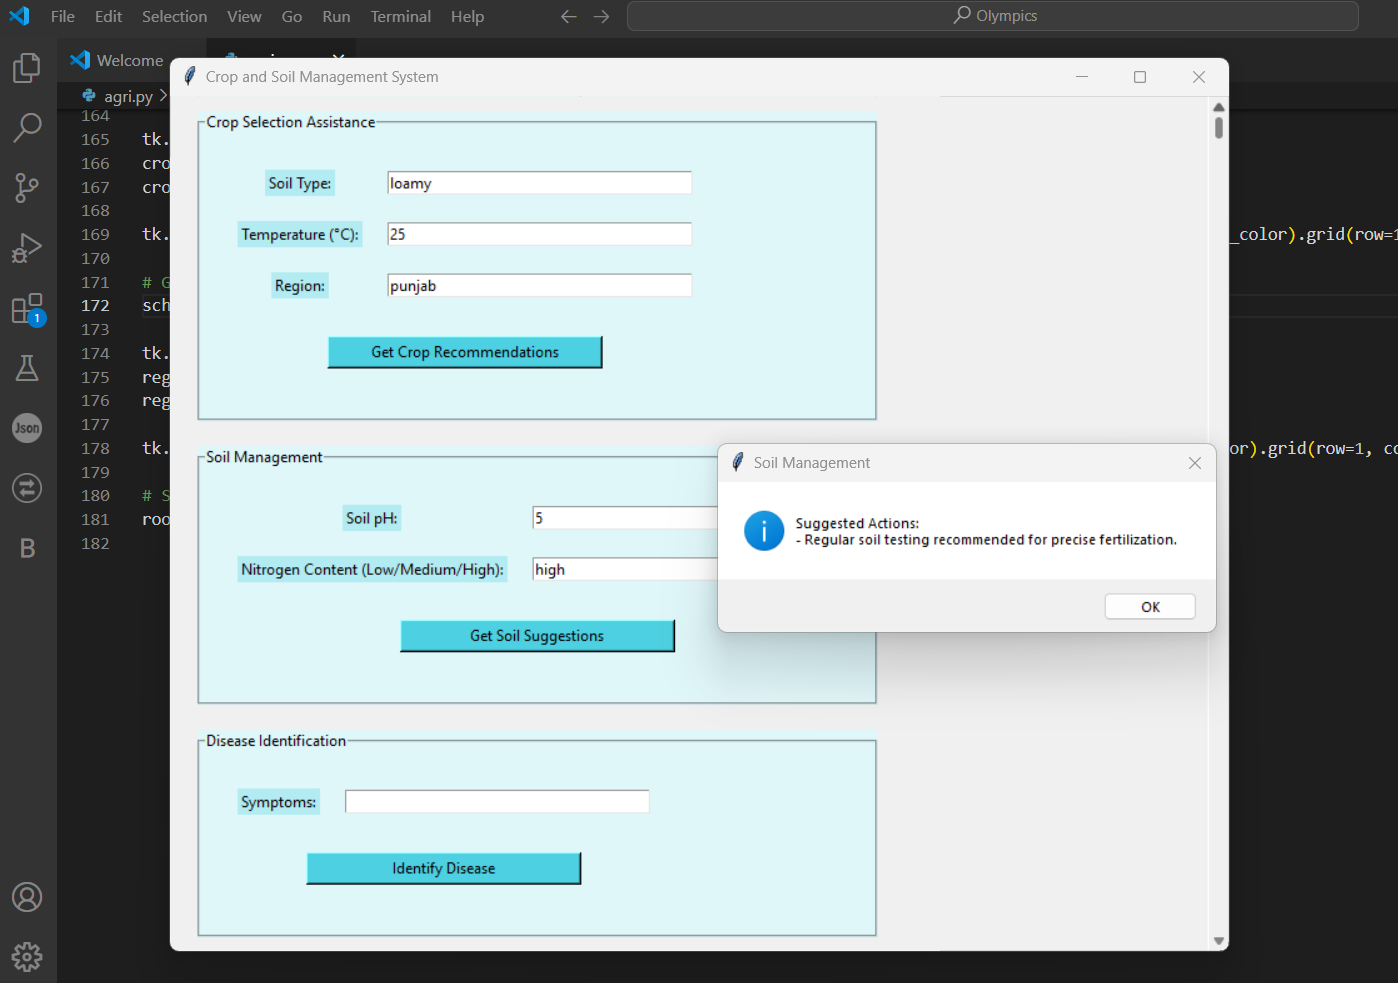 File Edit Selection View Go Run Terminal Help
Olympics
Welcome
agri.py
Crop and Soil Management System
164
165 tk.
166 cro
167 cro
168
169 tk. _color).grid(row=1
170
171 # G
172 sch
173
174 tk.
175 reg
176 reg
177
178 tk. or).grid(row=1, co
179
180 # S
181 roo
182
1
Json
B
Crop Selection Assistance
Soil Type: loamy
Temperature (°C): 25
Region: punjab
Get Crop Recommendations
Soil Management
Soil pH: 5
Nitrogen Content (Low/Medium/High): high
Get Soil Suggestions
Soil Management
Suggested Actions:
- Regular soil testing recommended for precise fertilization.
OK
Disease Identification
Symptoms:
Identify Disease